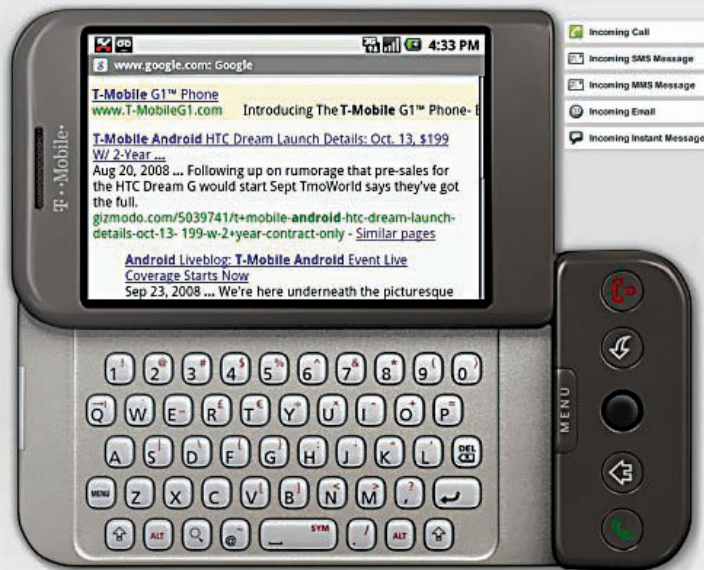 4:33 PM
www.google.com: Google
T-Mobile G1™ Phone
www.T-MobileG1.com Introducing The T-Mobile G1™ Phone- E
T-Mobile Android HTC Dream Launch Details: Oct. 13, $199
W/ 2-Year ...
Aug 20, 2008 ... Following up on rumorage that pre-sales for
the HTC Dream G would start Sept TmoWorld says they've got
the full.
gizmodo.com/5039741/t+mobile-android-htc-dream-launch-
details-oct-13- 199-w-2+year-contract-only - Similar pages
Android Liveblog: T-Mobile Android Event Live
Coverage Starts Now
Sep 23, 2008 ... We're here underneath the picturesque
T··Mobile·
Incoming Call
Incoming SMS Message
Incoming MMS Message
Incoming Email
Incoming Instant Message
MENU
1 2 3 4 5 6 7 8 9 0
Q W E R T Y U I O P
A S D F G H J K L DEL
MENU Z X C V B N M , ?
ALT @ SYM . / ALT